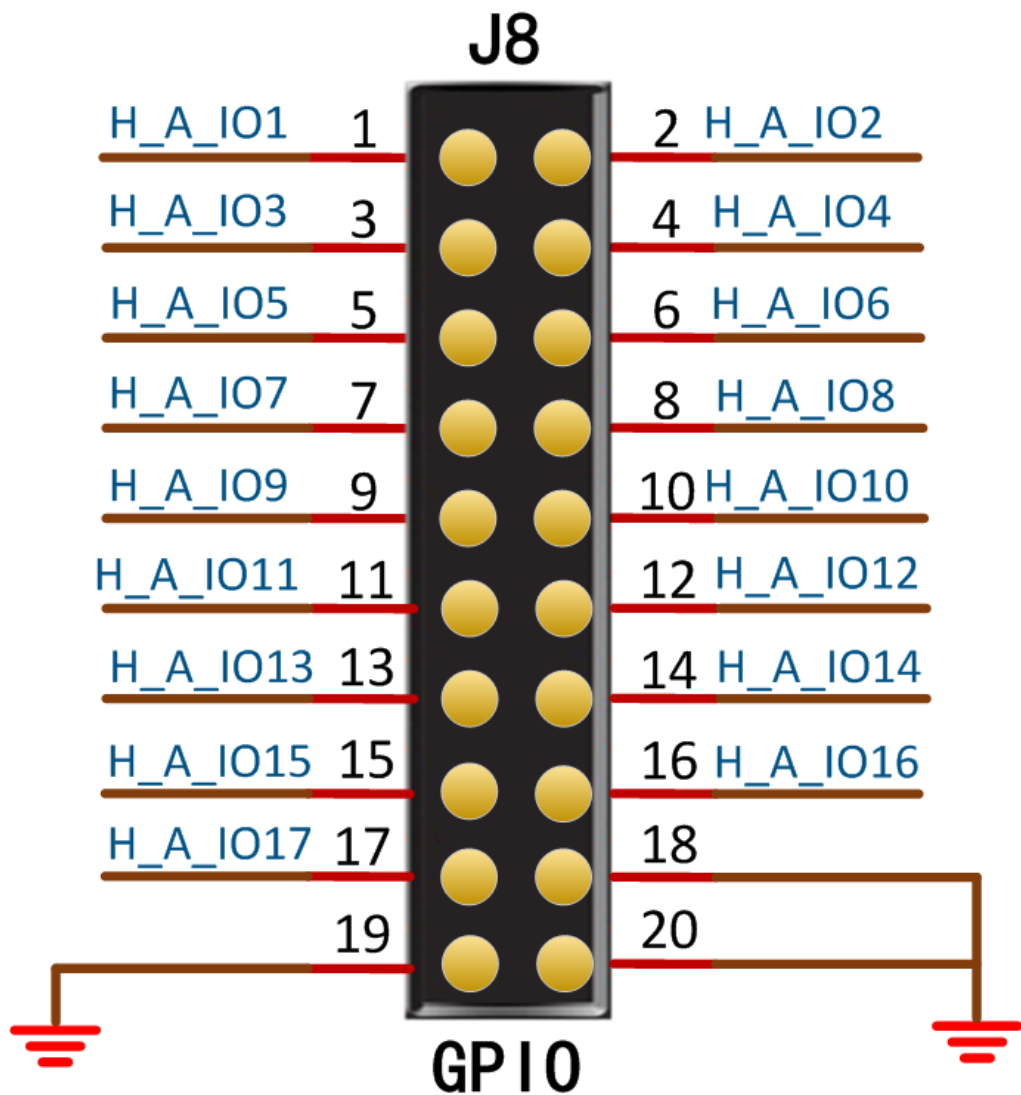 J8
H_A_IO1 1 2 H_A_IO2
H_A_IO3 3 4 H_A_IO4
H_A_IO5 5 6 H_A_IO6
H_A_IO7 7 8 H_A_IO8
H_A_IO9 9 10 H_A_IO10
H_A_IO11 11 12 H_A_IO12
H_A_IO13 13 14 H_A_IO14
H_A_IO15 15 16 H_A_IO16
H_A_IO17 17 18
19 20
GPIO